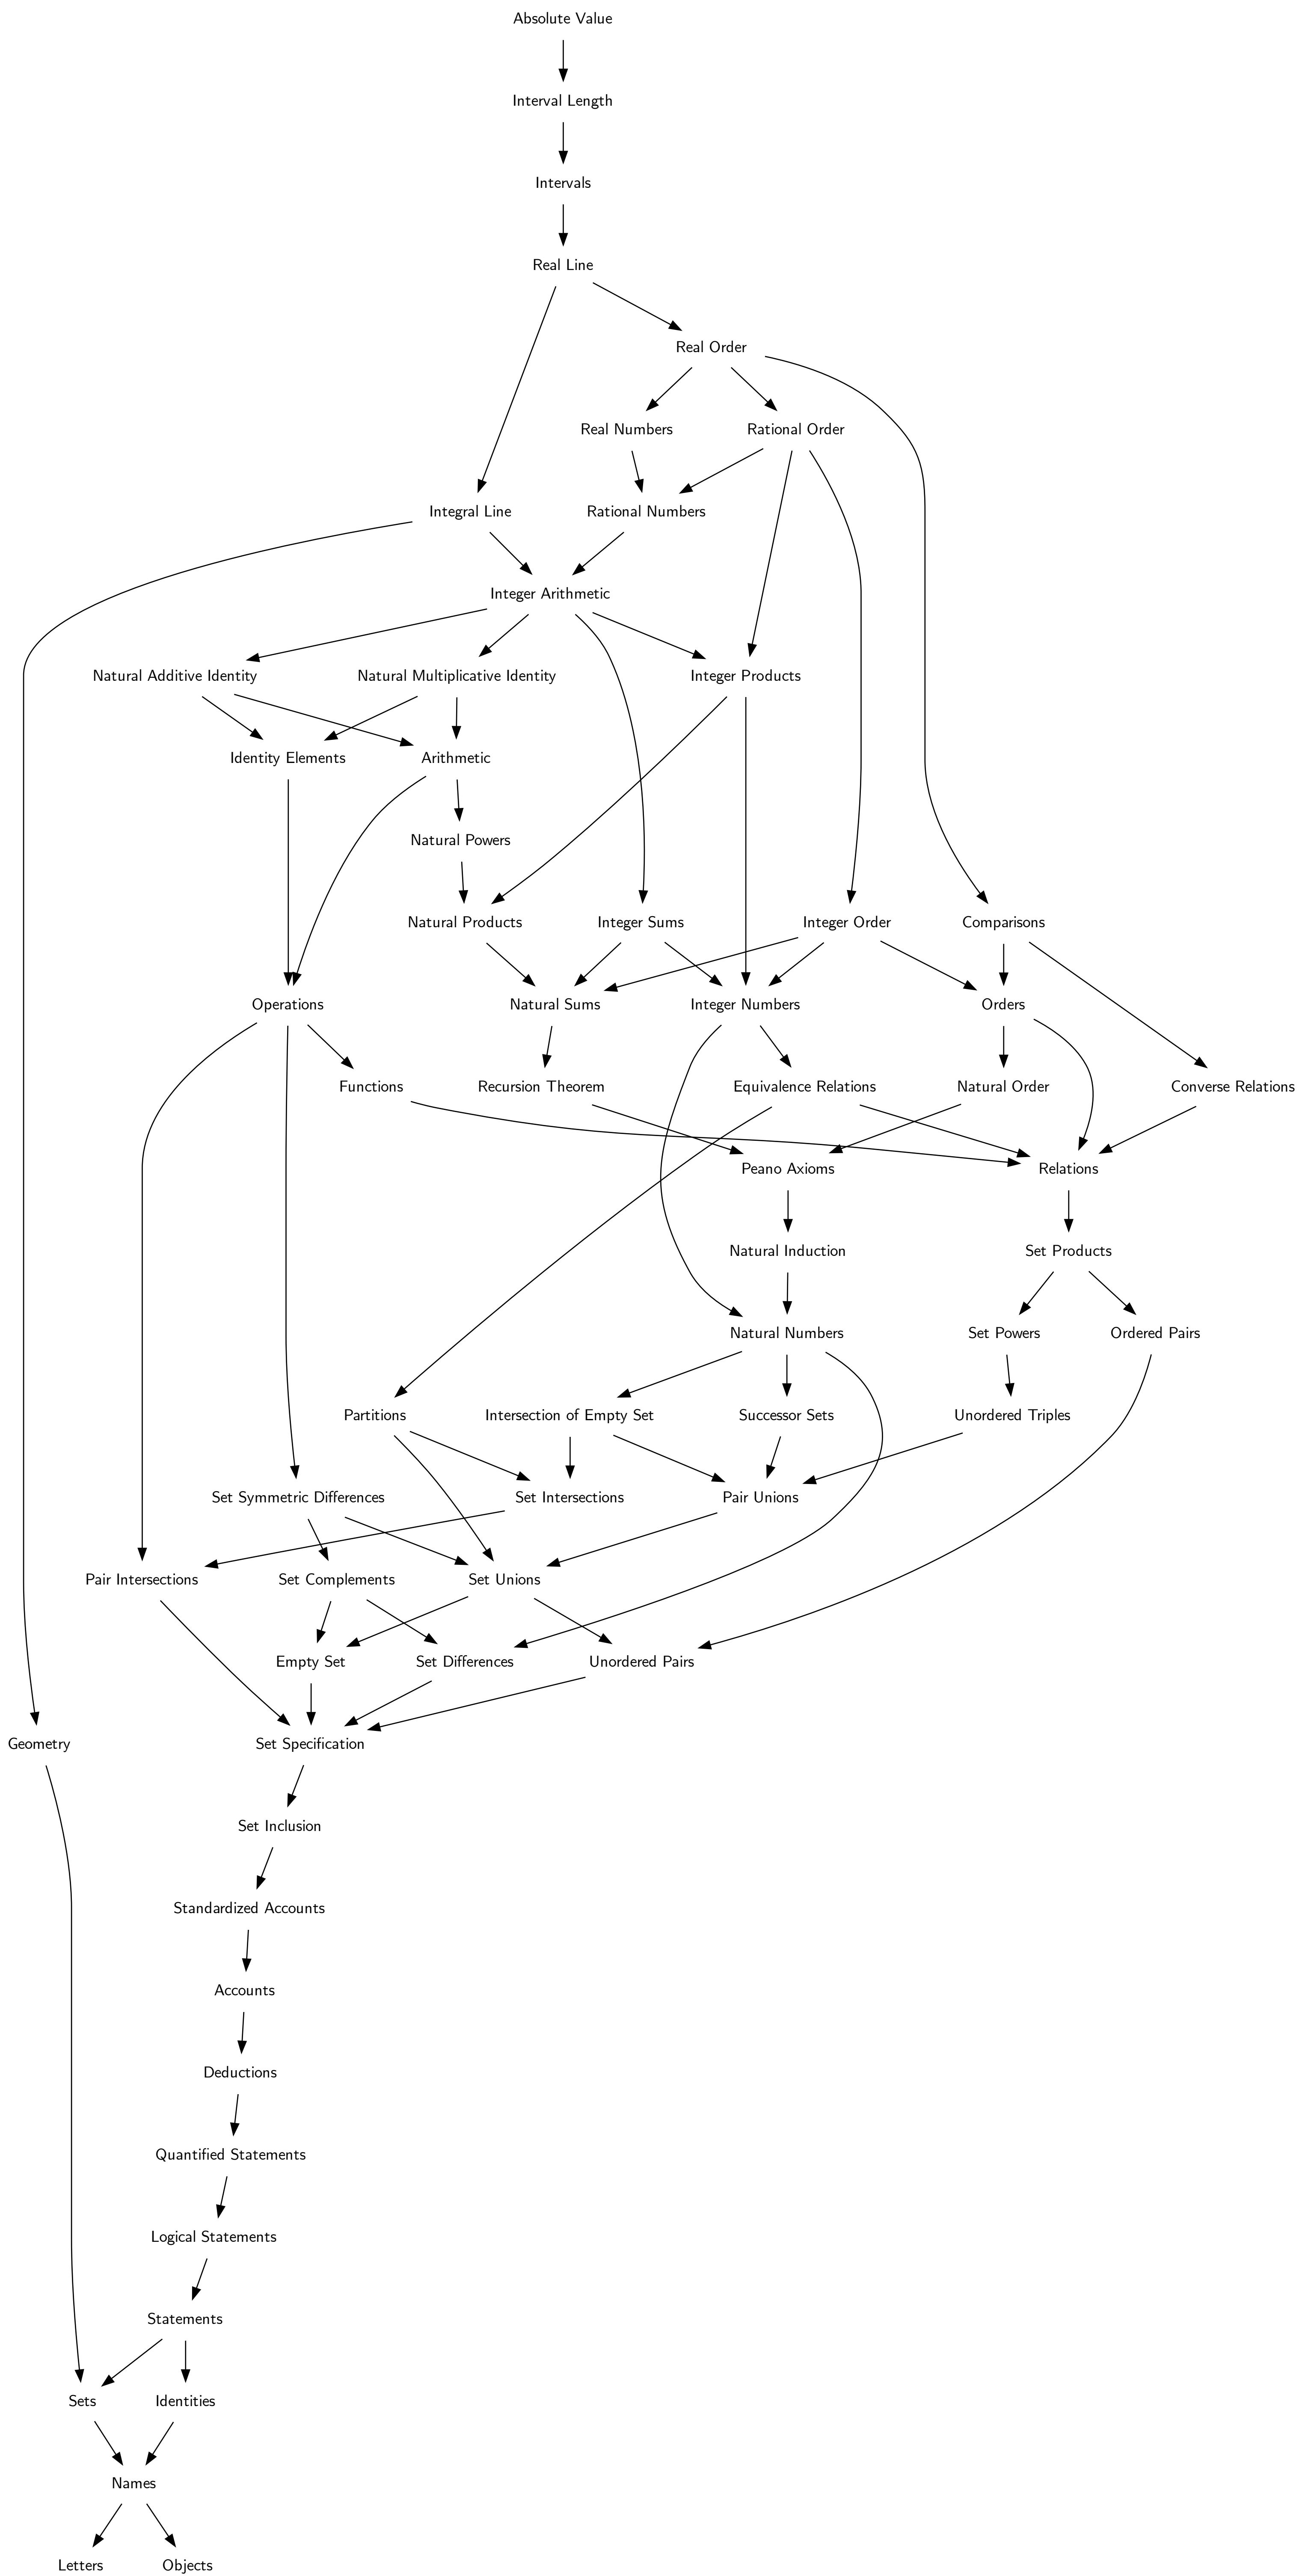 Absolute Value
Interval Length
Intervals
Real Line
Real Order
Real Numbers
Rational Order
Integral Line
Rational Numbers
Integer Arithmetic
Natural Additive Identity
Natural Multiplicative Identity
Integer Products
Identity Elements
Arithmetic
Natural Powers
Natural Products
Integer Sums
Integer Order
Comparisons
Operations
Natural Sums
Integer Numbers
Orders
Functions
Recursion Theorem
Equivalence Relations
Natural Order
Converse Relations
Peano Axioms
Relations
Natural Induction
Set Products
Natural Numbers
Set Powers
Ordered Pairs
Partitions
Intersection of Empty Set
Successor Sets
Unordered Triples
Set Symmetric Differences
Set Intersections
Pair Unions
Pair Intersections
Set Complements
Set Unions
Empty Set
Set Differences
Unordered Pairs
Geometry
Set Specification
Set Inclusion
Standardized Accounts
Accounts
Deductions
Quantified Statements
Logical Statements
Statements
Sets
Identities
Names
Letters
Objects